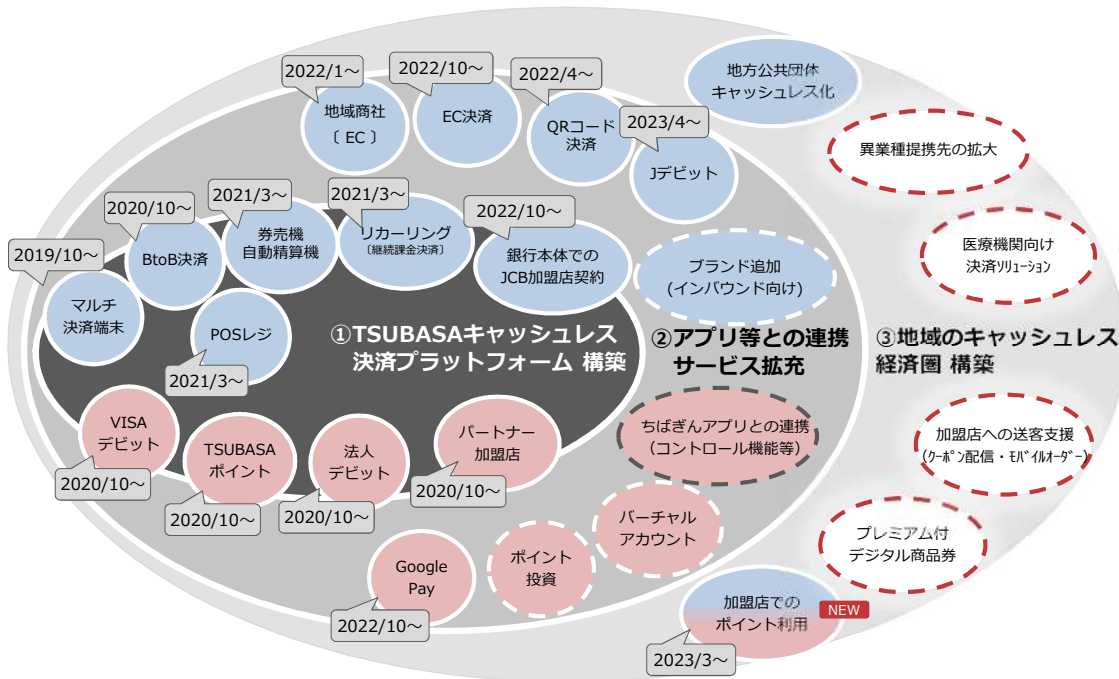 2022/1～
地域商社
〔 EC 〕
2022/10～
EC決済
2022/4～
QRコード
決済
2023/4～
Jデビット
地方公共団体
キャッシュレス化
異業種提携先の拡大
医療機関向け
決済ｿﾘｭｰｼｮﾝ
2019/10～
マルチ
決済端末
2020/10～
BtoB決済
2021/3～
券売機
自動精算機
2021/3～
リカーリング
〔継続課金決済〕
2022/10～
銀行本体での
JCB加盟店契約
ブランド追加
(インバウンド向け)
POSレジ
2021/3～
①TSUBASAキャッシュレス
決済プラットフォーム 構築
②アプリ等との連携
サービス拡充
③地域のキャッシュレス
経済圏 構築
VISA
デビット
2020/10～
TSUBASA
ポイント
2020/10～
法人
デビット
2020/10～
パートナー
加盟店
2020/10～
ちばぎんアプリとの連携
(コントロール機能等)
加盟店への送客支援
(ｸｰﾎﾟﾝ配信・ﾓﾊﾞｲﾙｵｰﾀﾞｰ)
バーチャル
アカウント
プレミアム付
デジタル商品券
Google
Pay
2022/10～
ポイント
投資
加盟店での
ポイント利用
NEW
2023/3～